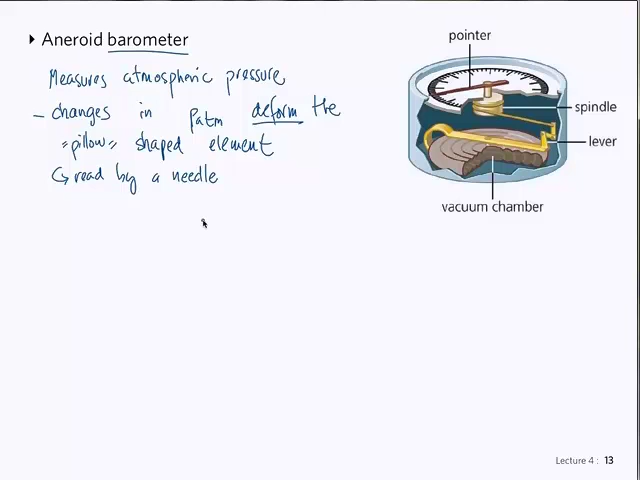 ▸ Aneroid barometer
Measures atmospheric pressure
- changes in Patm deform the
"pillow" shaped element
↳ read by a needle
pointer
spindle
lever
vacuum chamber
Lecture 4 : 13